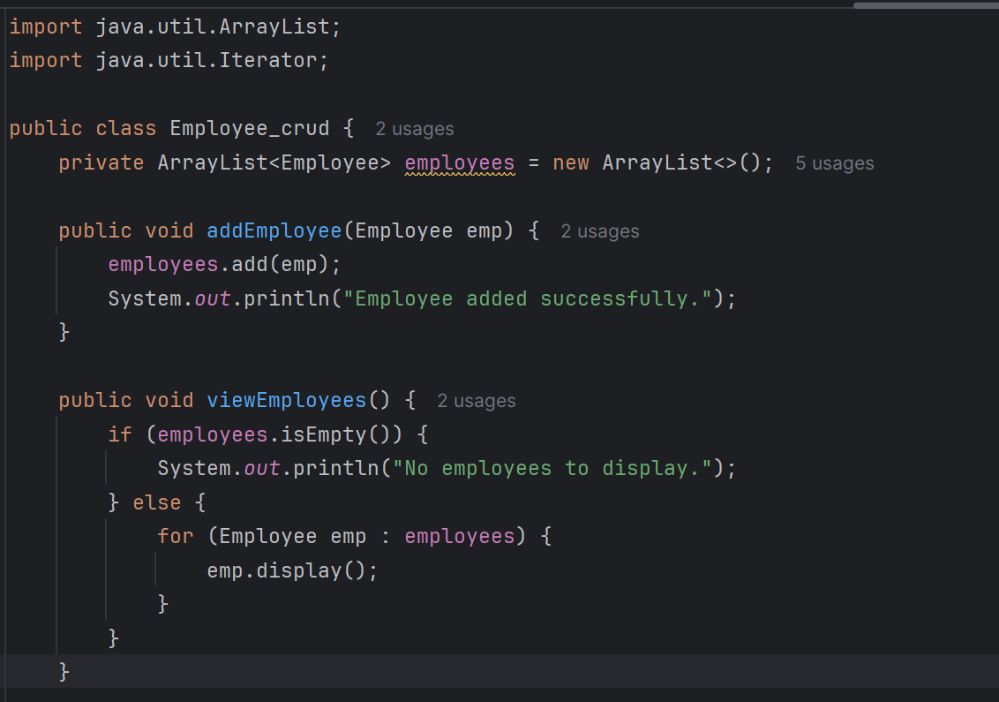 import java.util.ArrayList;
import java.util.Iterator;
public class Employee_crud { 2 usages
private ArrayList<Employee> employees = new ArrayList<>(); 5 usages
public void addEmployee(Employee emp) { 2 usages
employees.add(emp);
System.out.println("Employee added successfully.");
}
public void viewEmployees() { 2 usages
if (employees.isEmpty()) {
System.out.println("No employees to display.");
} else {
for (Employee emp : employees) {
emp.display();
}
}
}